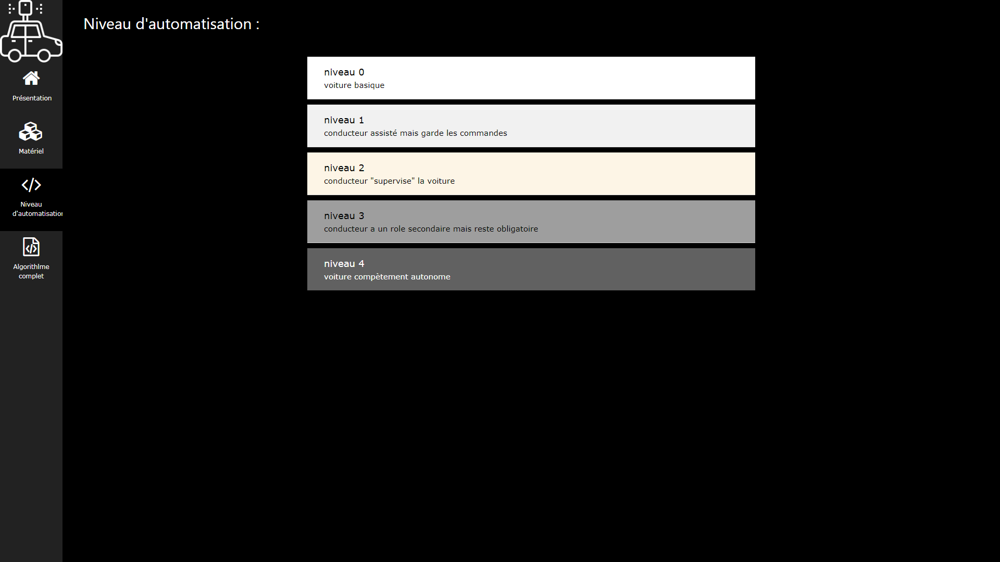 Niveau d'automatisation :
Présentation
Matériel
Niveau
d'automatisation
Algorithlme
complet
niveau 0
voiture basique
niveau 1
conducteur assisté mais garde les commandes
niveau 2
conducteur "supervise" la voiture
niveau 3
conducteur a un role secondaire mais reste obligatoire
niveau 4
voiture compètement autonome